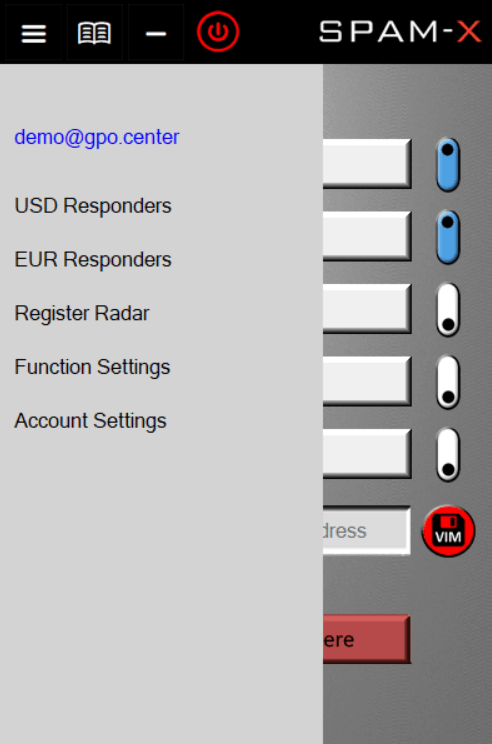 SPAM-X
demo@gpo.center
USD Responders
EUR Responders
Register Radar
Function Settings
Account Settings
dress
VIM
ere